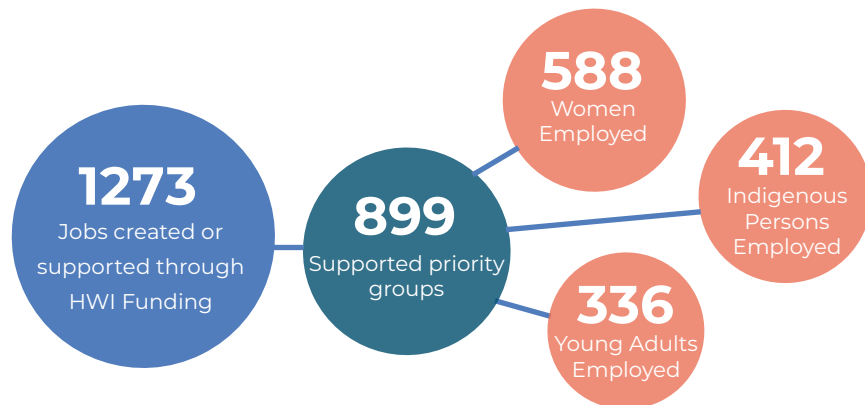 1273
Jobs created or
supported through
HWI Funding
899
Supported priority
groups
588
Women
Employed
412
Indigenous
Persons
Employed
336
Young Adults
Employed